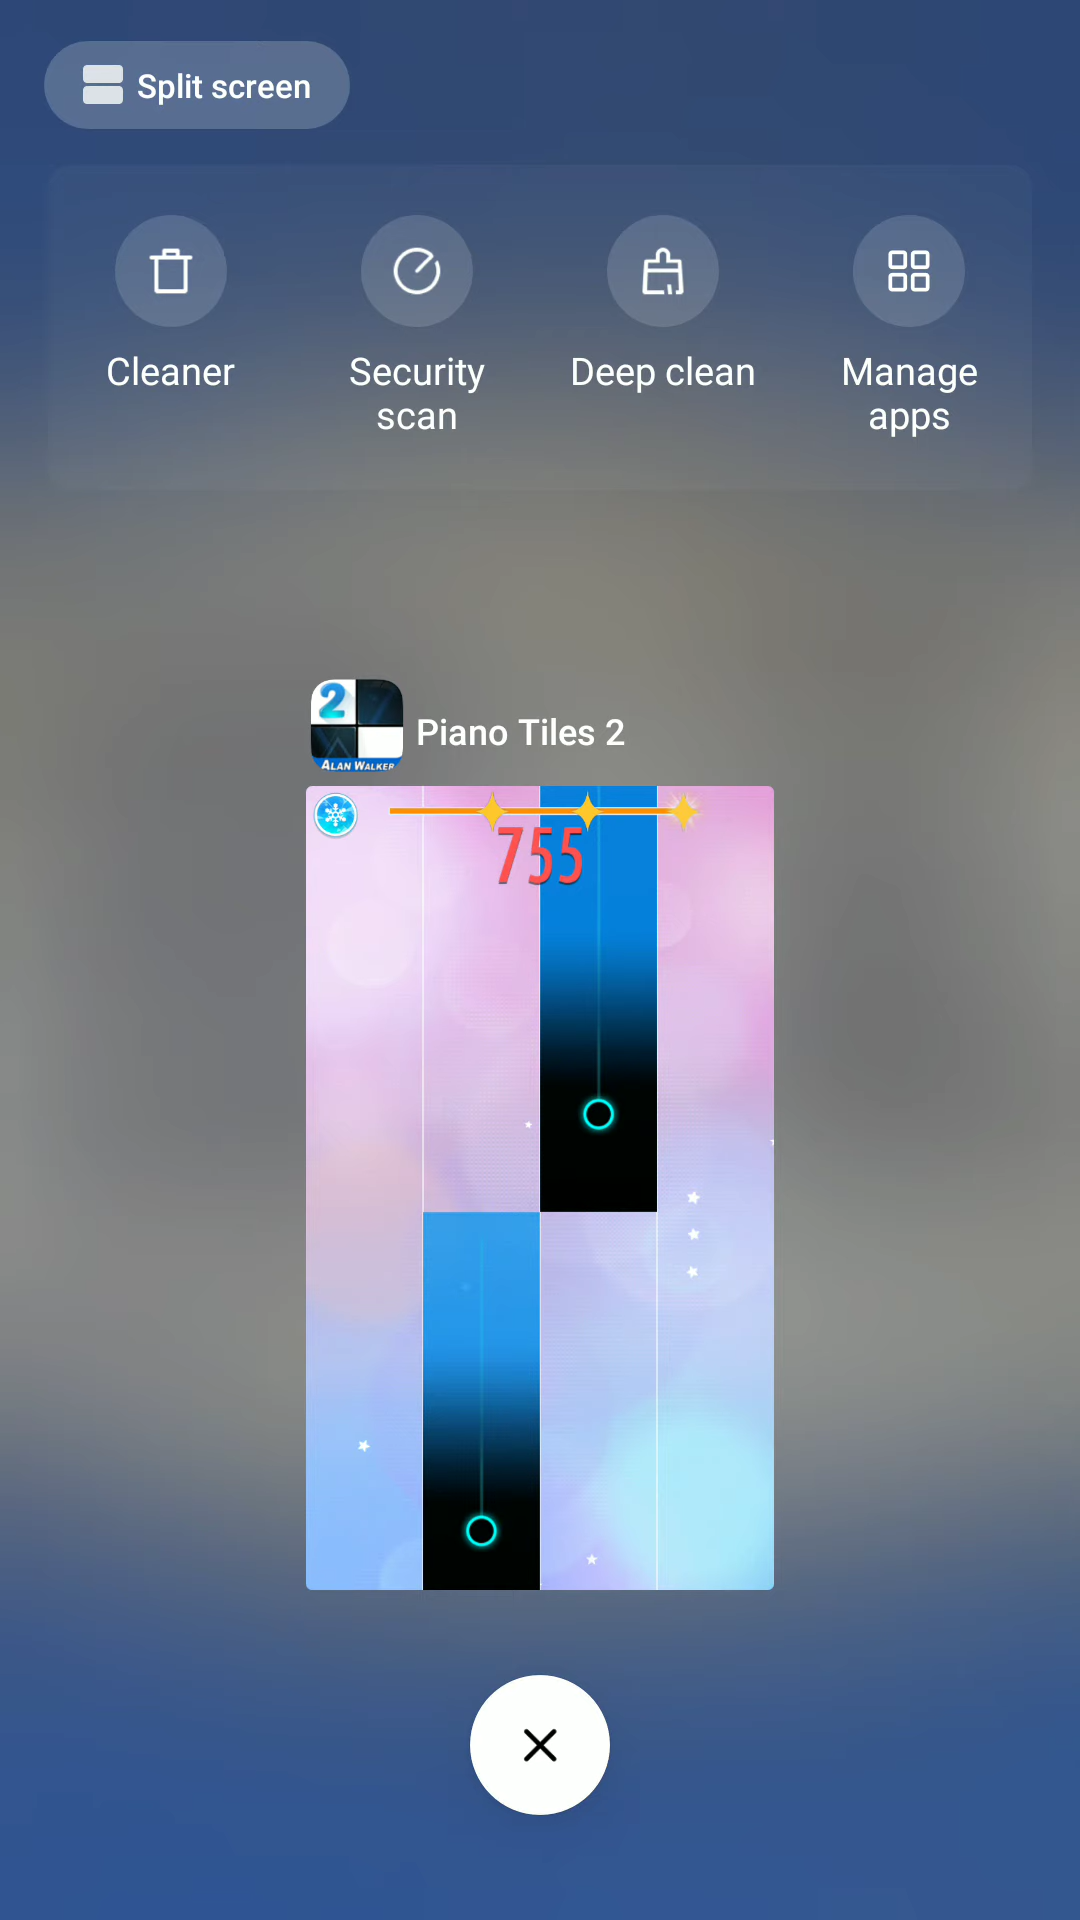 Split screen
Cleaner
Security
scan
Deep clean
Manage
apps
2
ALAN WALKER
Piano Tiles 2
755